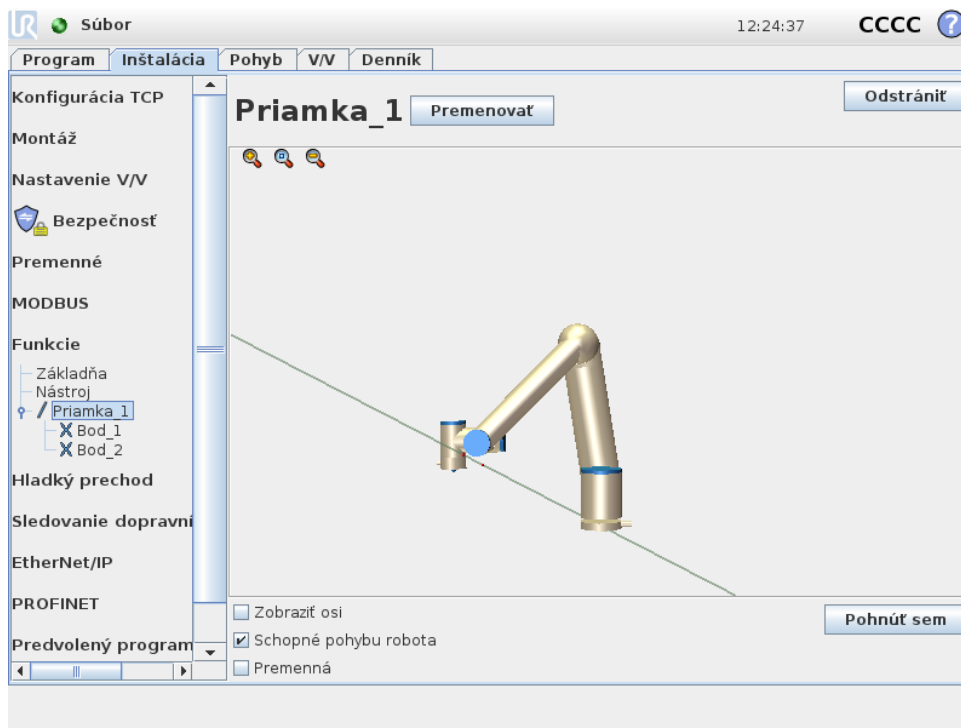 UR Súbor 12:24:37 CCCC ?
Program Inštalácia Pohyb V/V Denník
Konfigurácia TCP
Montáž
Nastavenie V/V
Bezpečnosť
Premenné
MODBUS
Funkcie
Základňa
Nástroj
Priamka_1
Bod_1
Bod_2
Hladký prechod
Sledovanie dopravní
EtherNet/IP
PROFINET
Predvolený program
Priamka_1 Premenovať Odstrániť
Zobraziť osi
Schopné pohybu robota
Premenná
Pohnúť sem